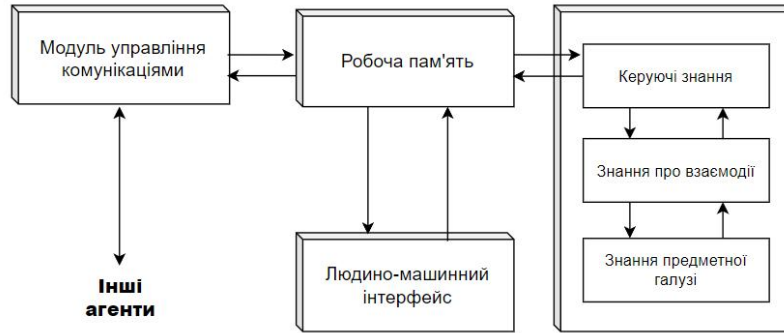 Модуль управління
комунікаціями
Робоча пам'ять
Керуючі знання
Знання про взаємодії
Знання предметної
галузі
Людино-машинний
інтерфейс
Інші
агенти